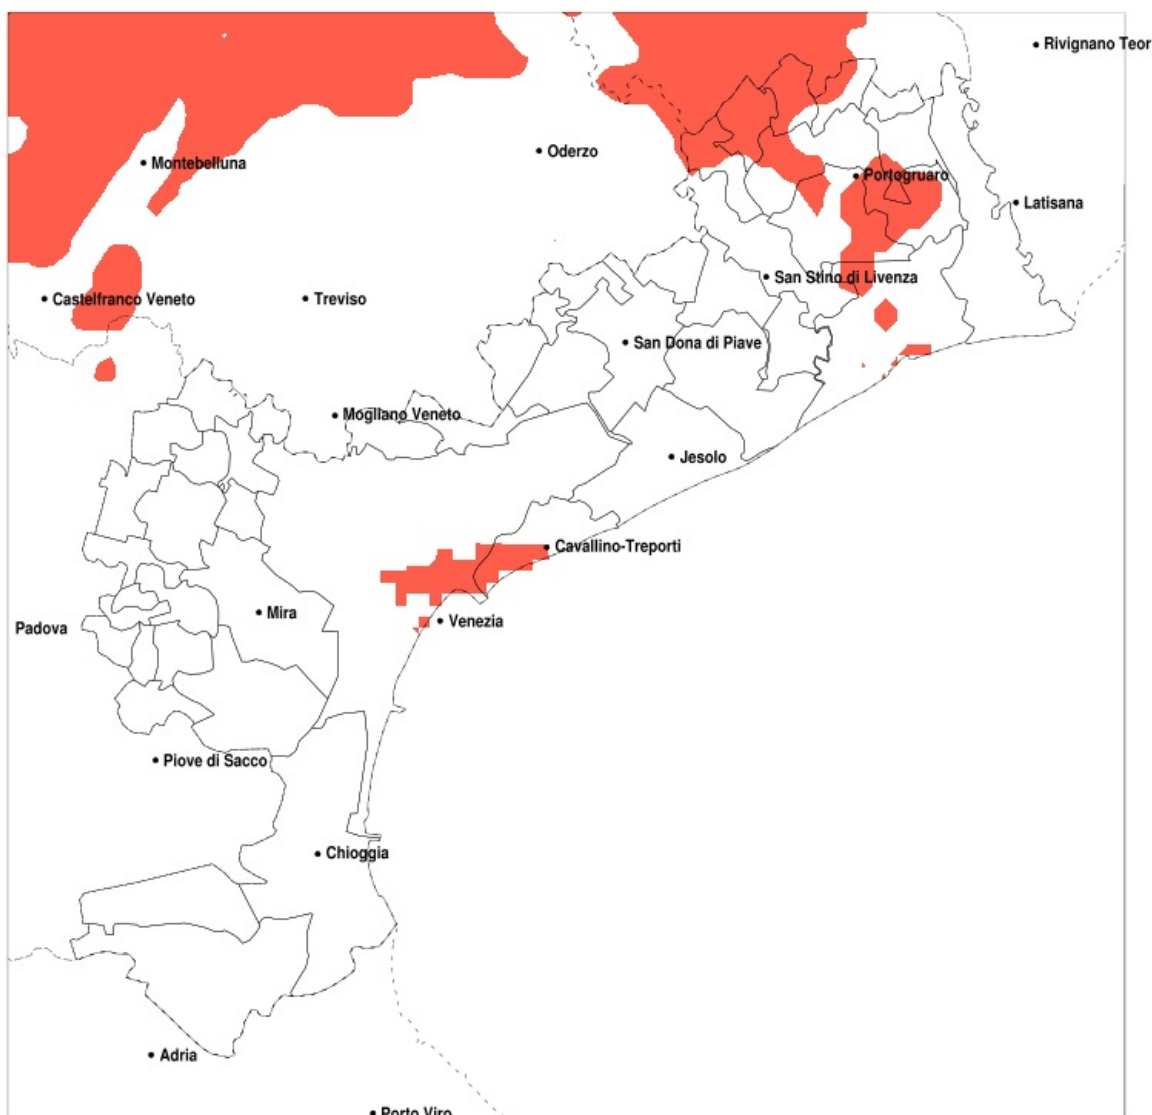 Rivignano Teor
Oderzo
Montebelluna
Portogruaro
Latisana
San Stino di Livenza
Castelfranco Veneto
Treviso
San Dona di Piave
Mogliano Veneto
Jesolo
Cavallino-Treporti
Mira
Venezia
Padova
Piove di Sacco
Chioggia
Adria
Porto Viro